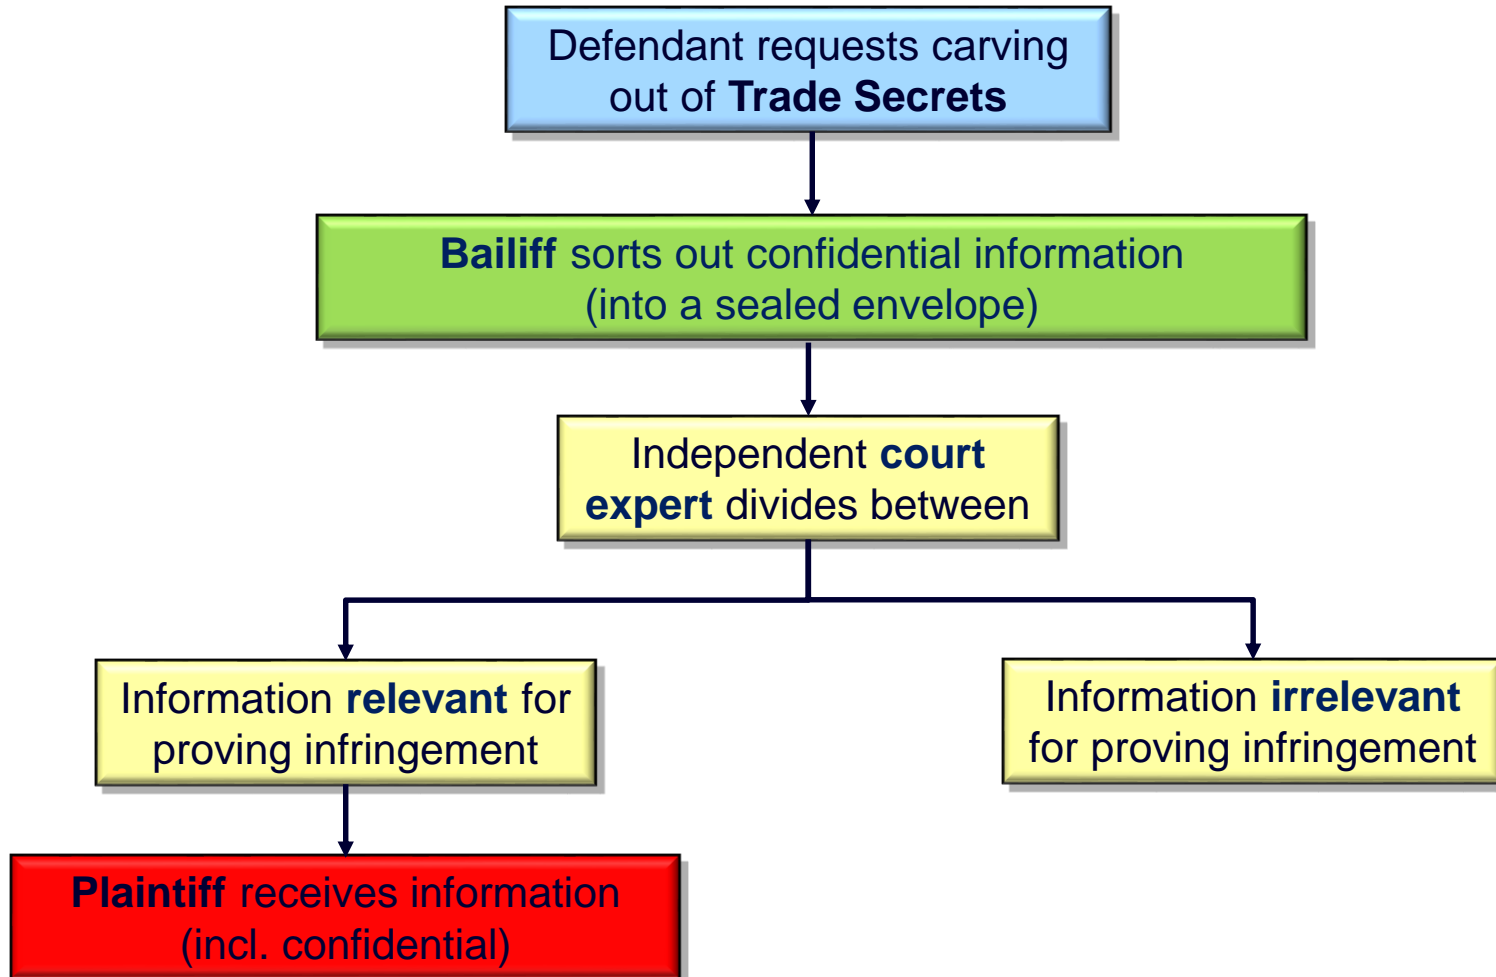 Defendant requests carving
out of Trade Secrets
Bailiff sorts out confidential information
(into a sealed envelope)
Independent court
expert divides between
Information relevant for
proving infringement
Information irrelevant
for proving infringement
Plaintiff receives information
(incl. confidential)